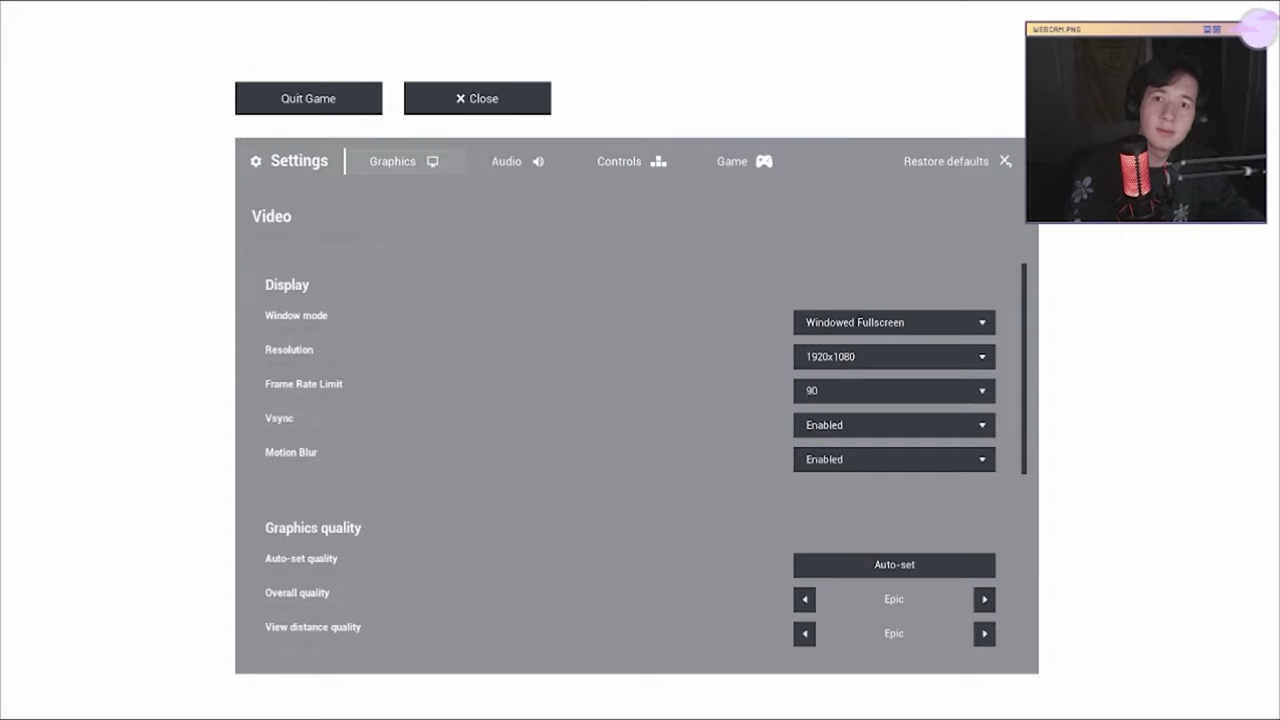 WEBCAM.PNG
Quit Game
Close
Settings
Graphics
Audio
Controls
Game
Restore defaults
Video
Display
Window mode
Windowed Fullscreen
Resolution
1920x1080
Frame Rate Limit
90
Vsync
Enabled
Motion Blur
Enabled
Graphics quality
Auto-set quality
Auto-set
Overall quality
Epic
View distance quality
Epic